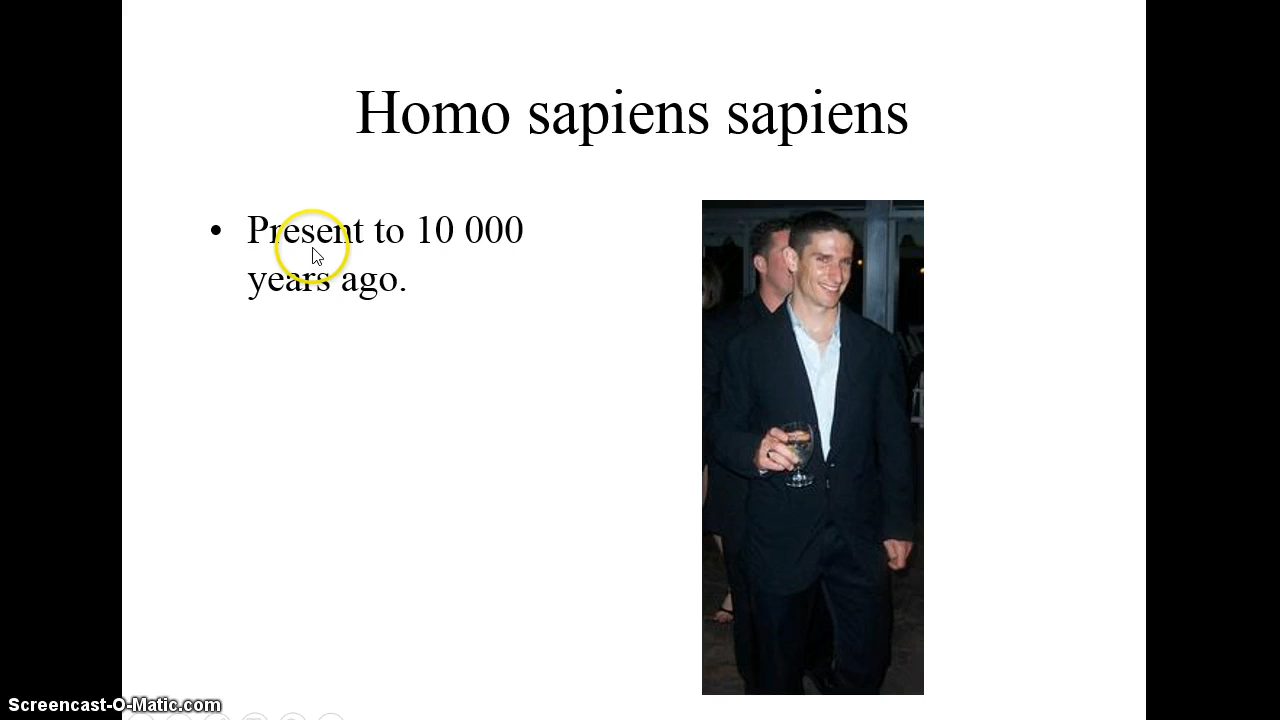 Homo sapiens sapiens
• Present to 10 000
years ago.
Screencast-O-Matic.com